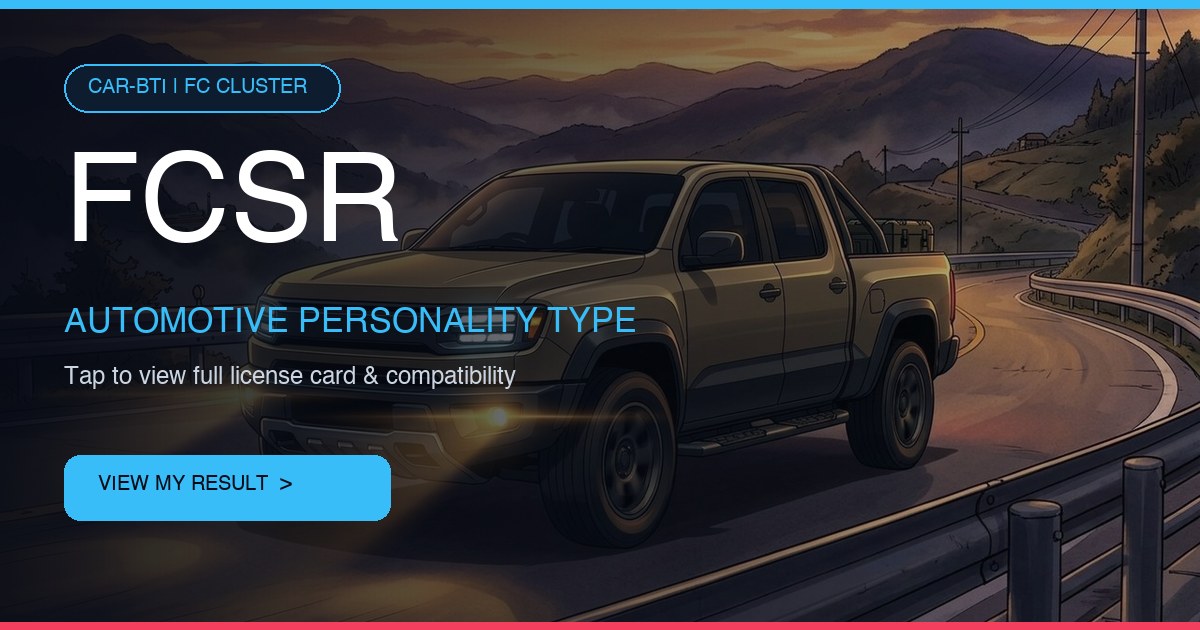 CAR-BTI | FC CLUSTER
FCSR
AUTOMOTIVE PERSONALITY TYPE
Tap to view full license card & compatibility
VIEW MY RESULT >